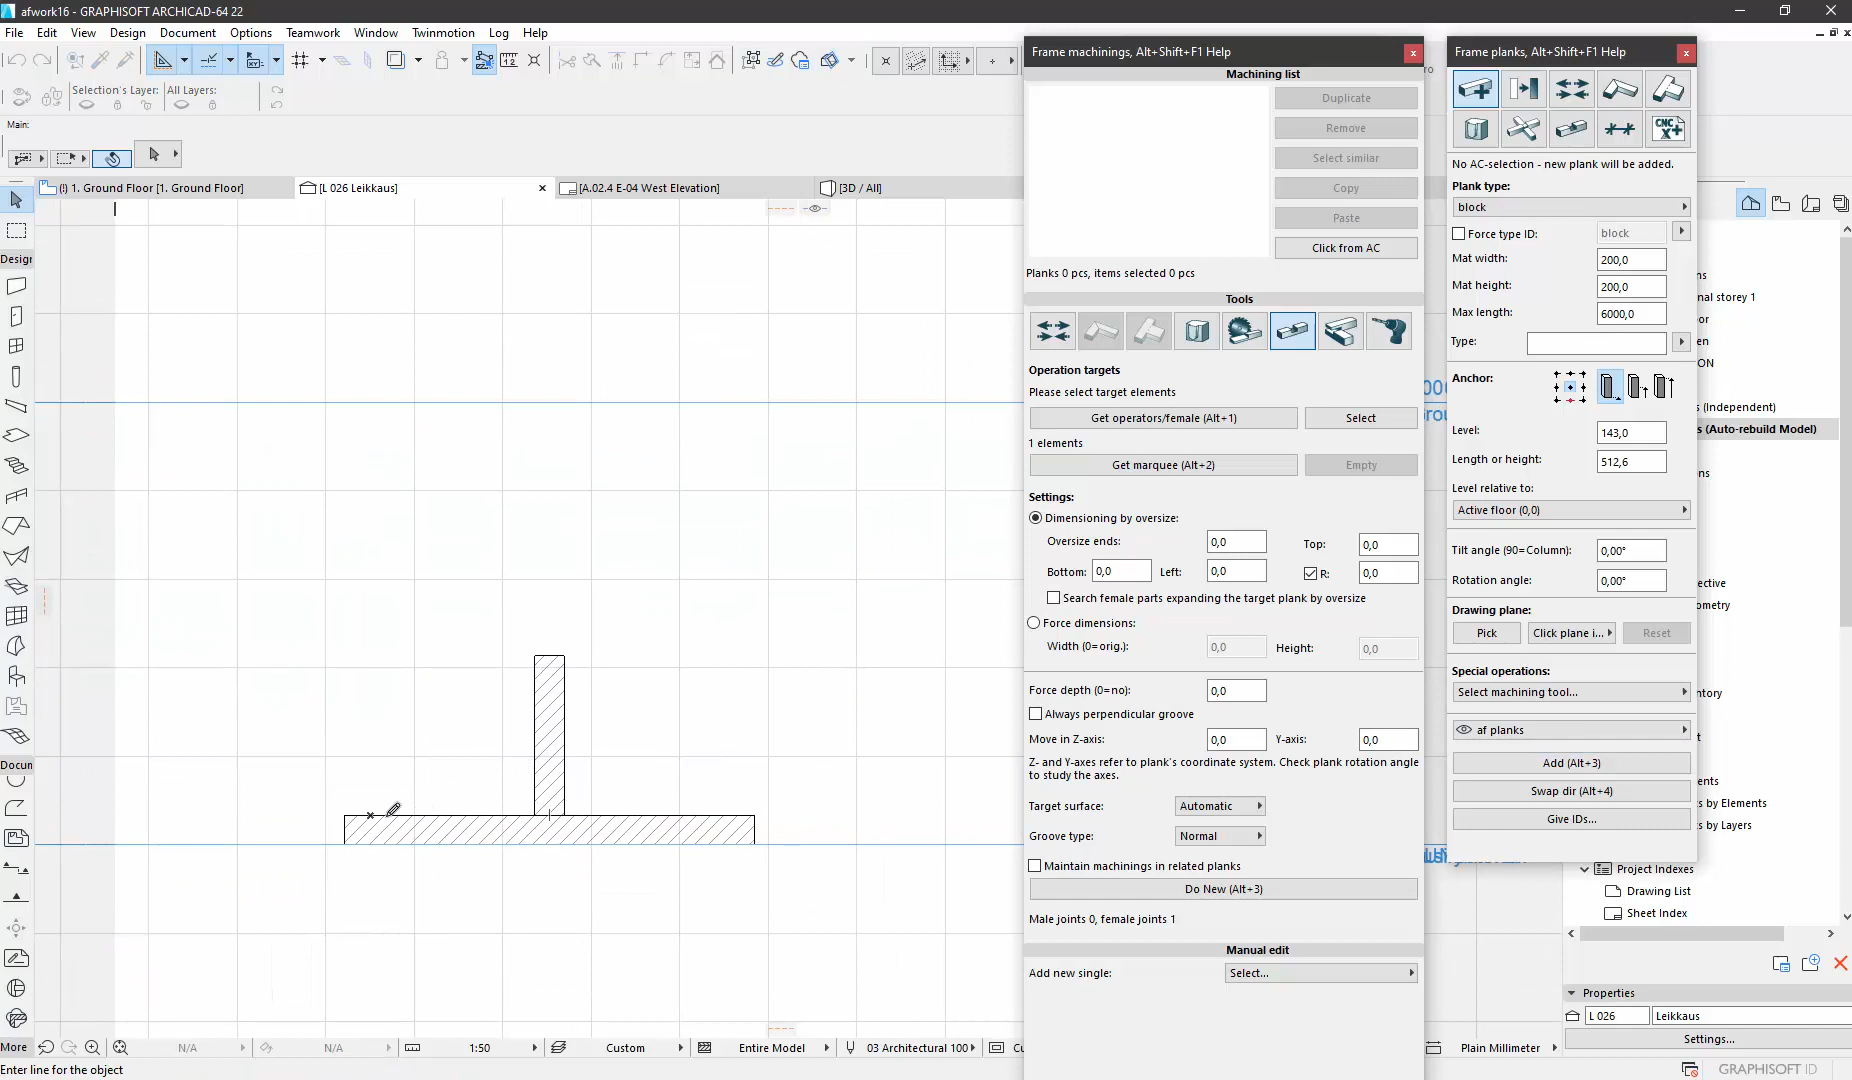 afwork16 - GRAPHISOFT ARCHICAD-64 22
File Edit View Design Document Options Teamwork Window Twinmotion Log Help
Selection's Layer: All Layers:
Main:
(!) 1. Ground Floor [1. Ground Floor]
[L 026 Leikkaus]
[A.02.4 E-04 West Elevation]
[3D / All]
Design
Docun
More
Frame machinings, Alt+Shift+F1 Help
Machining list
Duplicate
Remove
Select similar
Copy
Paste
Click from AC
Planks 0 pcs, items selected 0 pcs
Tools
Operation targets
Please select target elements
Get operators/female (Alt+1) Select
1 elements
Get marquee (Alt+2) Empty
Settings:
Dimensioning by oversize:
Oversize ends: 0,0 Top: 0,0
Bottom: 0,0 Left: 0,0 R: 0,0
Search female parts expanding the target plank by oversize
Force dimensions:
Width (0=orig.): 0,0 Height: 0,0
Force depth (0=no): 0,0
Always perpendicular groove
Move in Z-axis: 0,0 Y-axis: 0,0
Z- and Y-axes refer to plank's coordinate system. Check plank rotation angle
to study the axes.
Target surface: Automatic
Groove type: Normal
Maintain machinings in related planks
Do New (Alt+3)
Male joints 0, female joints 1
Manual edit
Add new single: Select...
Frame planks, Alt+Shift+F1 Help
CNC
X+
No AC-selection - new plank will be added.
Plank type:
block
Force type ID: block
Mat width: 200,0
Mat height: 200,0
Max length: 6000,0
Type:
Anchor:
Level: 143,0
Length or height: 512,6
Level relative to:
Active floor (0,0)
Tilt angle (90=Column): 0,00°
Rotation angle: 0,00°
Drawing plane:
Pick Click plane i... Reset
Special operations:
Select machining tool...
af planks
Add (Alt+3)
Swap dir (Alt+4)
Give IDs...
nal storey 1
s (Independent)
s (Auto-rebuild Model)
s by Elements
s by Layers
Project Indexes
Drawing List
Sheet Index
Properties
L 026 Leikkaus
Settings...
N/A N/A 1:50 Custom Entire Model 03 Architectural 100 Plain Millimeter
Enter line for the object
GRAPHISOFT ID